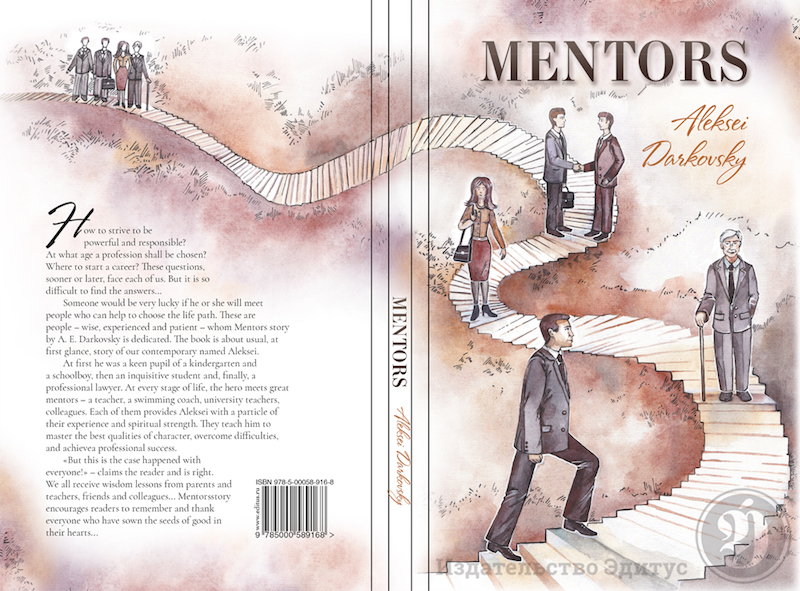 MENTORS
Aleksei
Darkovsky
How to strive to be
powerful and responsible?
At what age a profession shall be chosen?
Where to start a career? These questions,
sooner or later, face each of us. But it is so
difficult to find the answers...
Someone would be very lucky if he or she will meet
people who can help to choose the life path. These are
people – wise, experienced and patient – whom Mentors story
by A. E. Darkovsky is dedicated. The book is about usual, at
first glance, story of our contemporary named Aleksei.
At first he was a keen pupil of a kindergarten and
a schoolboy, then an inquisitive student and, finally, a
professional lawyer. At every stage of life, the hero meets great
mentors – a teacher, a swimming coach, university teachers,
colleagues. Each of them provides Aleksei with a particle of
their experience and spiritual strength. They teach him to
master the best qualities of character, overcome difficulties,
and achievea professional success.
«But this is the case happened with
everyone!» – claims the reader and is right.
We all receive wisdom lessons from parents and
teachers, friends and colleagues... Mentorsstory
encourages readers to remember and thank
everyone who have sown the seeds of good in
their hearts...
ISBN 978-5-00058-916-8
www.editus.ru
9 785000 589168 >
MENTORS
Aleksei Darkovsky
Издательство Эдитус